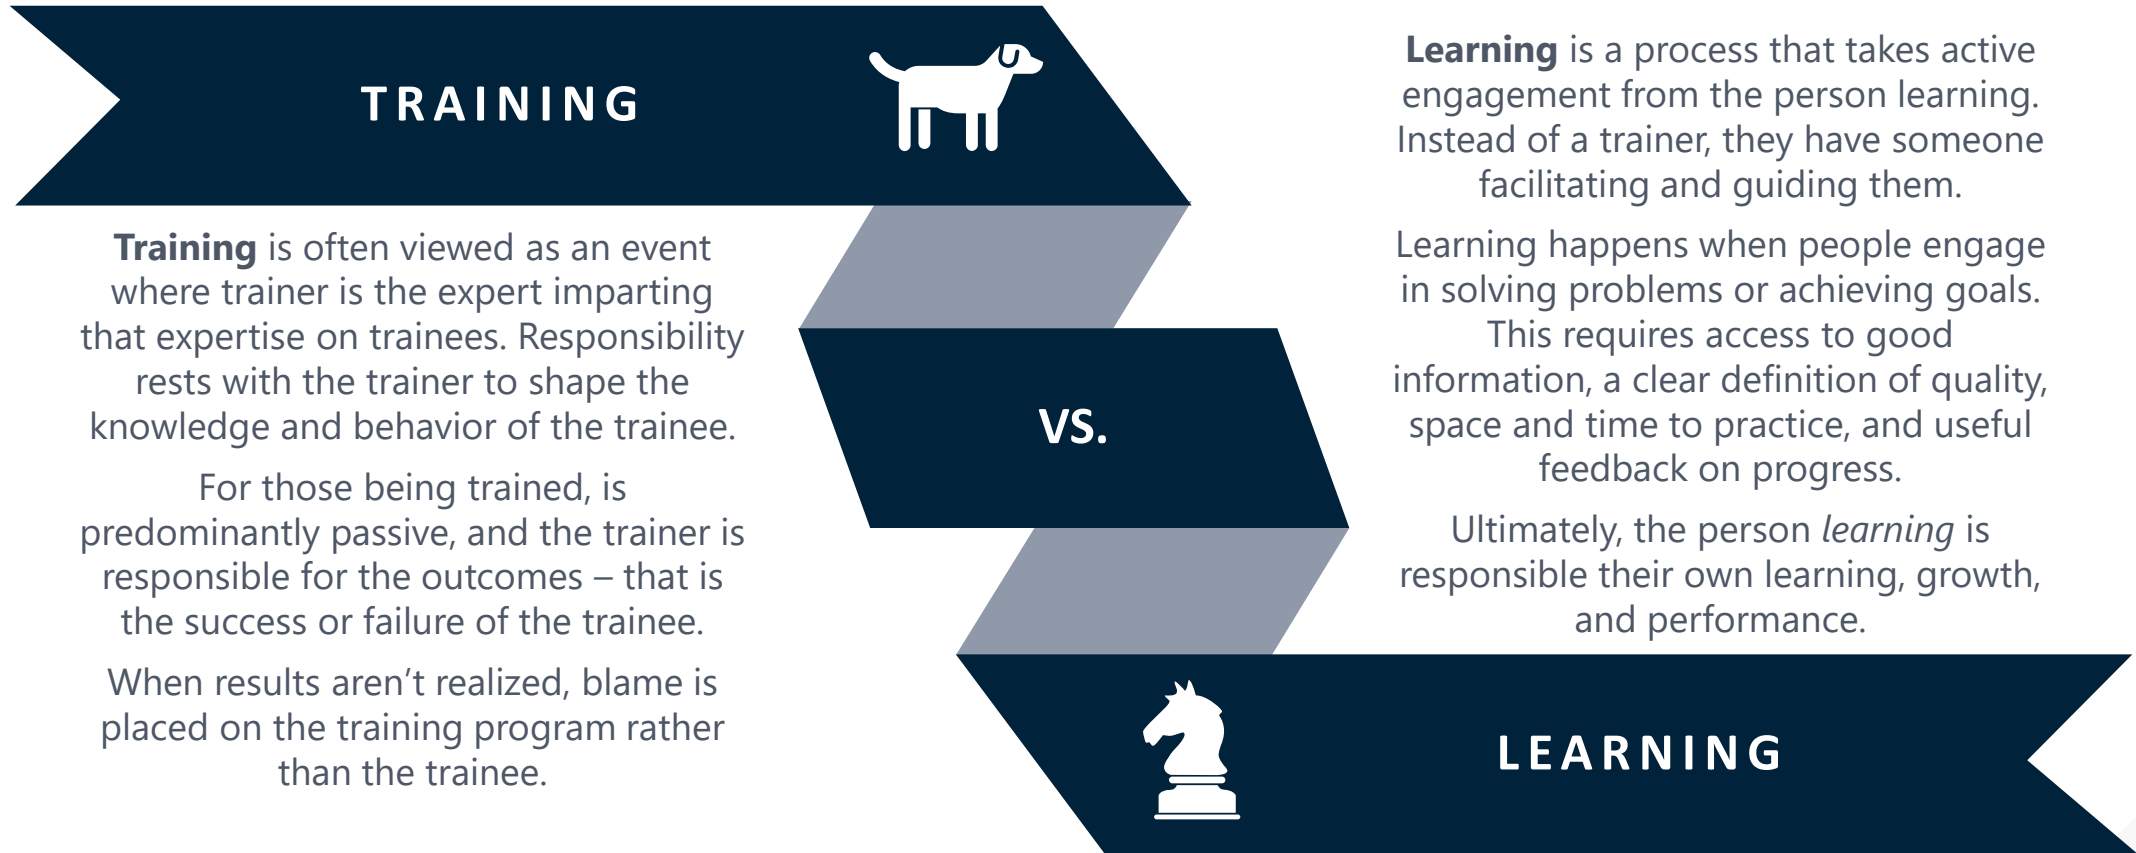 TRAINING
Training is often viewed as an event
where trainer is the expert imparting
that expertise on trainees. Responsibility
rests with the trainer to shape the
knowledge and behavior of the trainee.
For those being trained, is
predominantly passive, and the trainer is
responsible for the outcomes – that is
the success or failure of the trainee.
When results aren’t realized, blame is
placed on the training program rather
than the trainee.
VS.
Learning is a process that takes active
engagement from the person learning.
Instead of a trainer, they have someone
facilitating and guiding them.
Learning happens when people engage
in solving problems or achieving goals.
This requires access to good
information, a clear definition of quality,
space and time to practice, and useful
feedback on progress.
Ultimately, the person learning is
responsible their own learning, growth,
and performance.
LEARNING